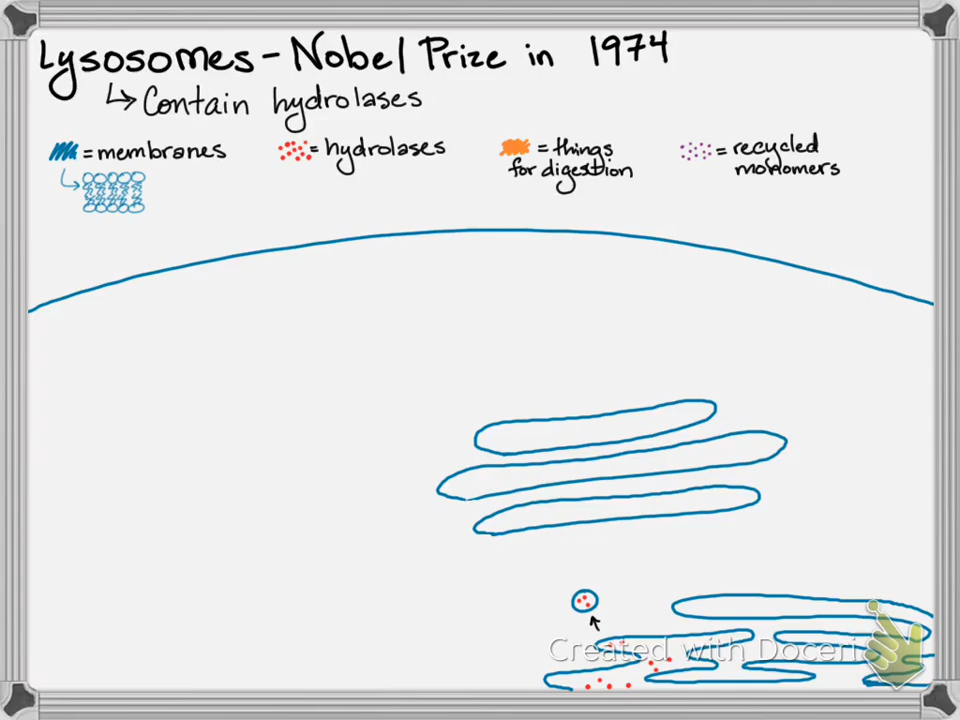 Lysosomes - Nobel Prize in 1974
↳ Contain hydrolases
= membranes
= hydrolases
= things
for digestion
= recycled
monomers
Created with Doceri